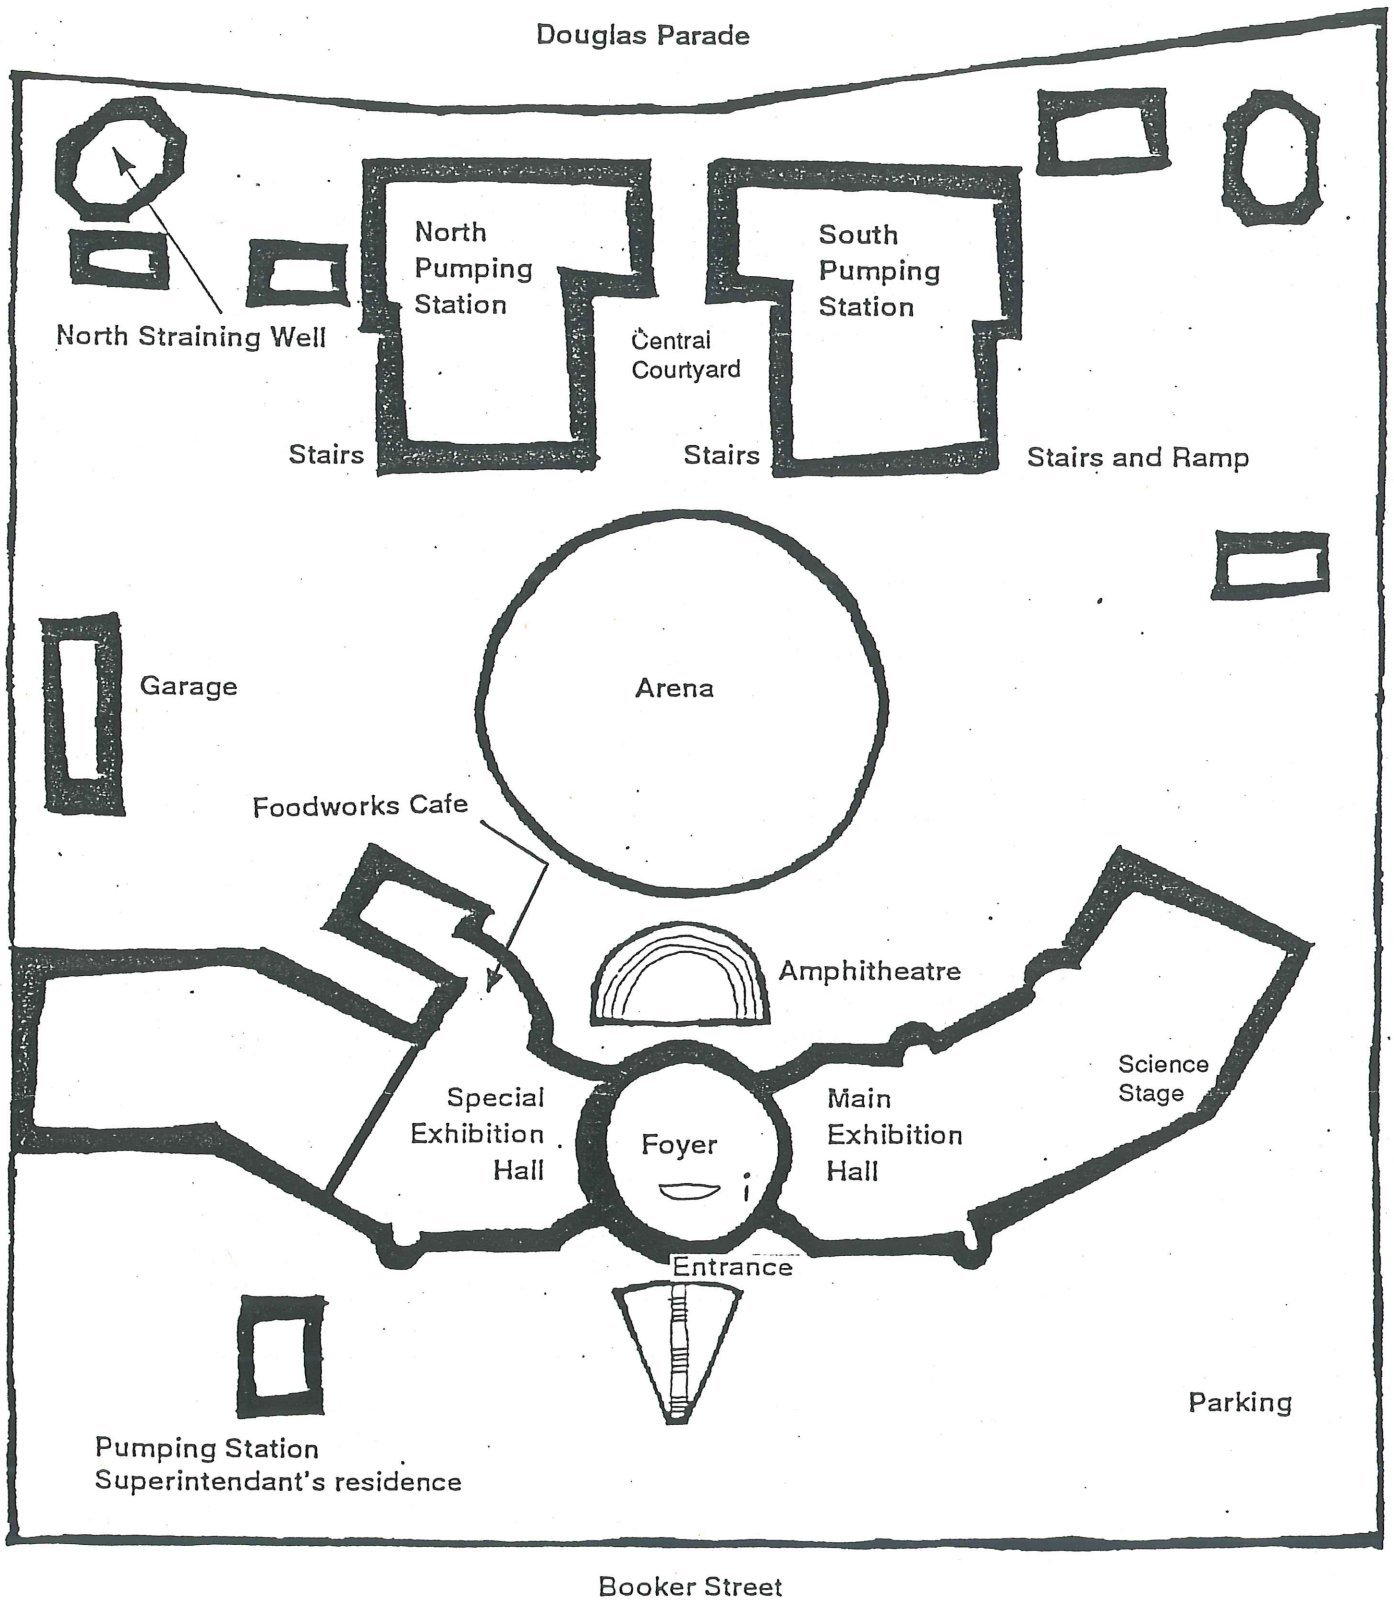 Douglas Parade
North
Pumping
Station
South
Pumping
Station
North Straining Well
Central
Courtyard
Stairs
Stairs
Stairs and Ramp
Garage
Arena
Foodworks Cafe
Amphitheatre
Special
Exhibition
Hall
Foyer
i
Main
Exhibition
Hall
Science
Stage
Entrance
Parking
Pumping Station
Superintendant's residence
Booker Street